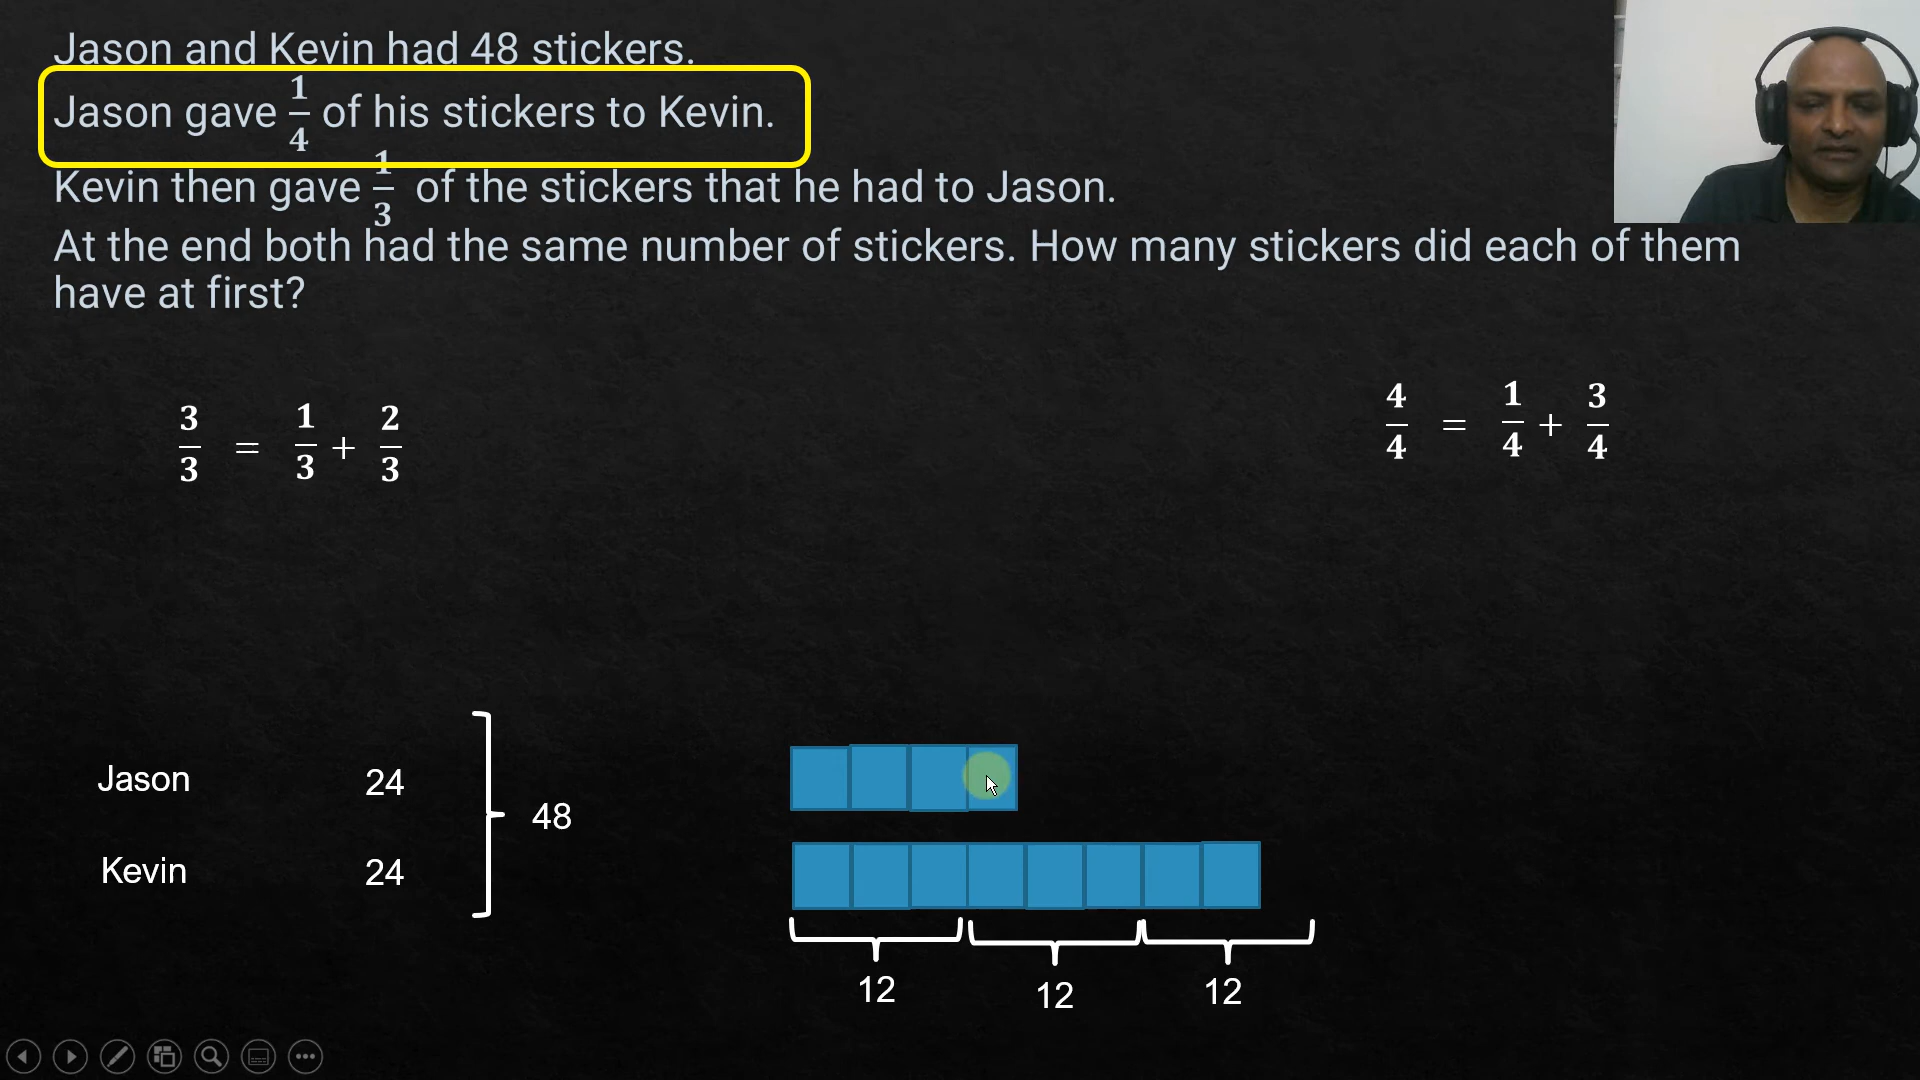 Jason and Kevin had 48 stickers.
Jason gave 1/4 of his stickers to Kevin.
Kevin then gave 1/3 of the stickers that he had to Jason.
At the end both had the same number of stickers. How many stickers did each of them
have at first?
3/3 = 1/3 + 2/3
4/4 = 1/4 + 3/4
Jason 24
48
Kevin 24
12 12 12